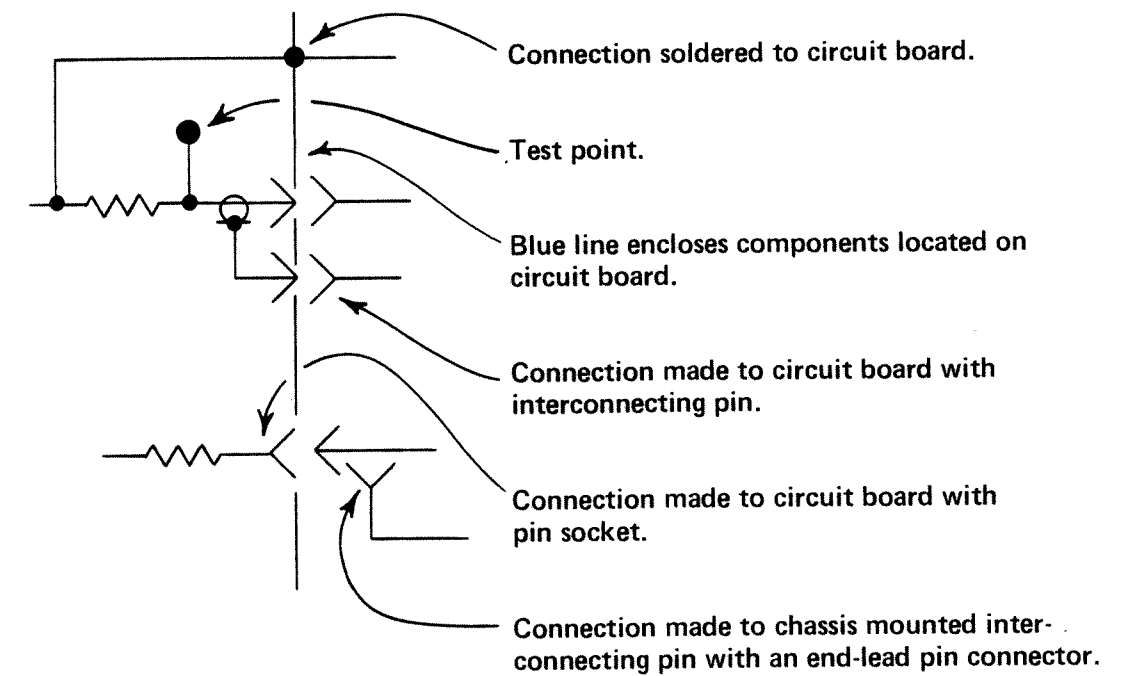 Connection soldered to circuit board.
Test point.
Blue line encloses components located on
circuit board.
Connection made to circuit board with
interconnecting pin.
Connection made to circuit board with
pin socket.
Connection made to chassis mounted inter-
connecting pin with an end-lead pin connector.